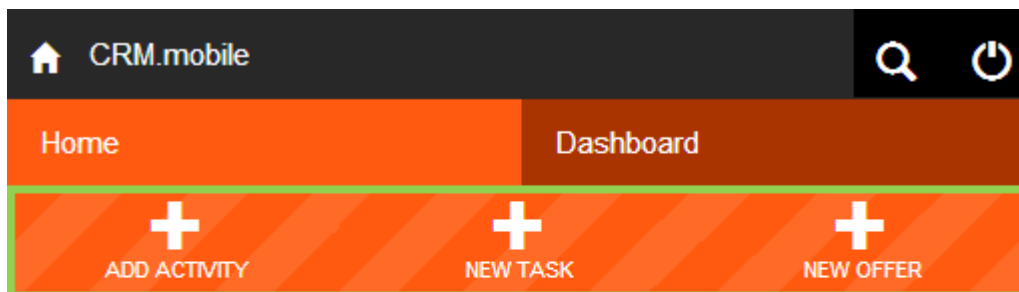 CRM.mobile
Home Dashboard
ADD ACTIVITY NEW TASK NEW OFFER